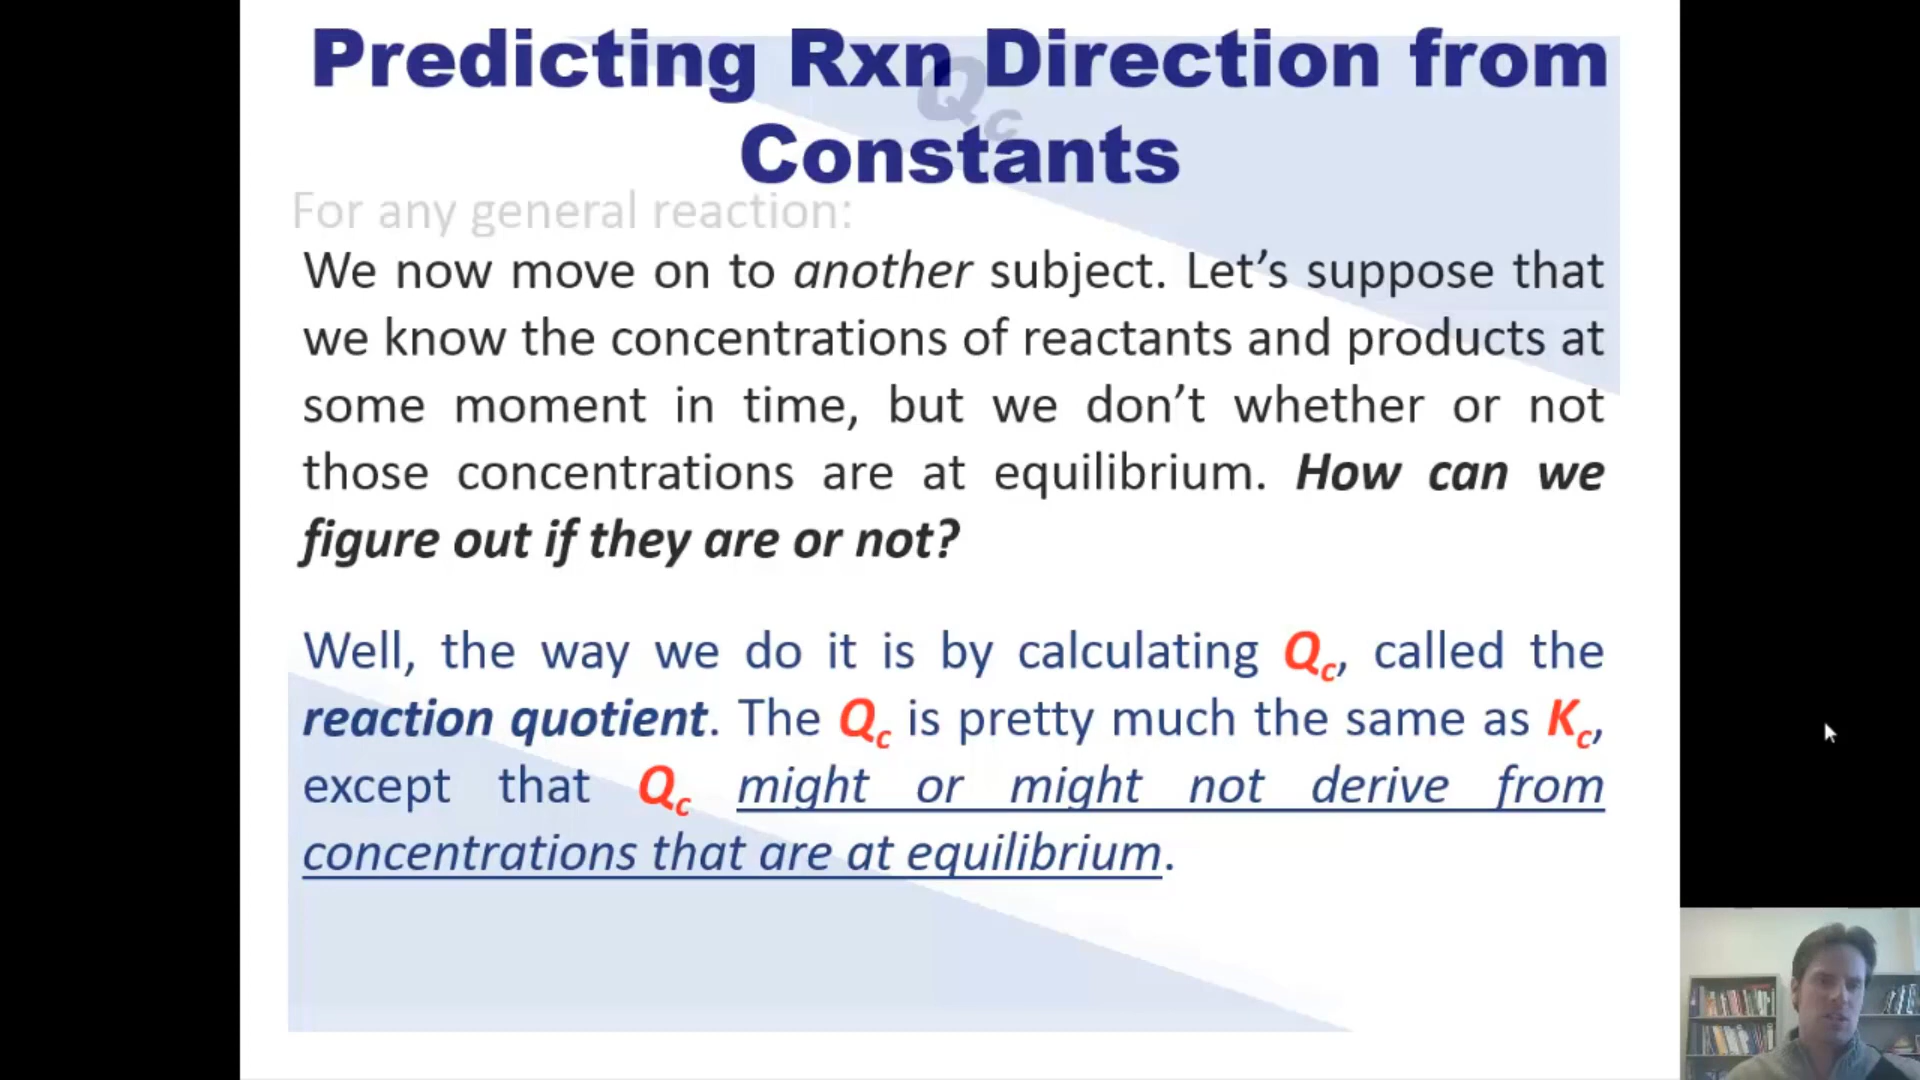 Predicting Rxn Direction from
Constants
Qc
For any general reaction:
We now move on to another subject. Let’s suppose that
we know the concentrations of reactants and products at
some moment in time, but we don’t whether or not
those concentrations are at equilibrium. How can we
figure out if they are or not?
Well, the way we do it is by calculating Qc, called the
reaction quotient. The Qc is pretty much the same as Kc,
except that Qc might or might not derive from
concentrations that are at equilibrium.